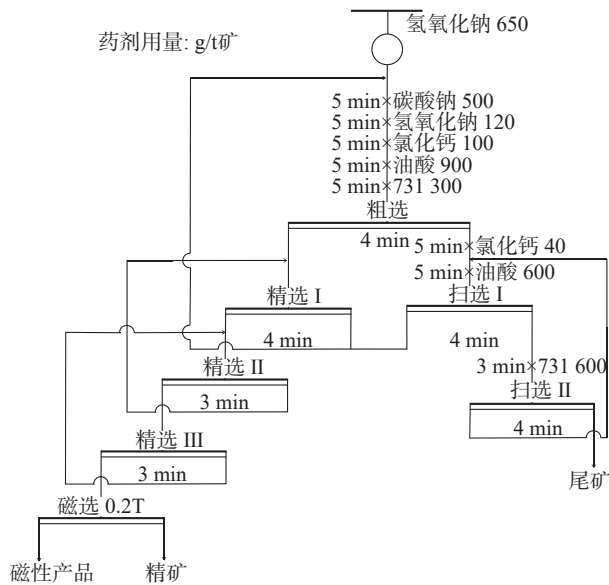 氢氧化钠 650
药剂用量: g/t矿
5 min×碳酸钠 500
5 min×氢氧化钠 120
5 min×氯化钙 100
5 min×油酸 900
5 min×731 300
粗选
4 min
5 min×氯化钙 40
5 min×油酸 600
精选 I
扫选 I
4 min
4 min
3 min×731 600
精选 II
扫选 II
3 min
4 min
精选 III
3 min
尾矿
磁选 0.2T
磁性产品
精矿